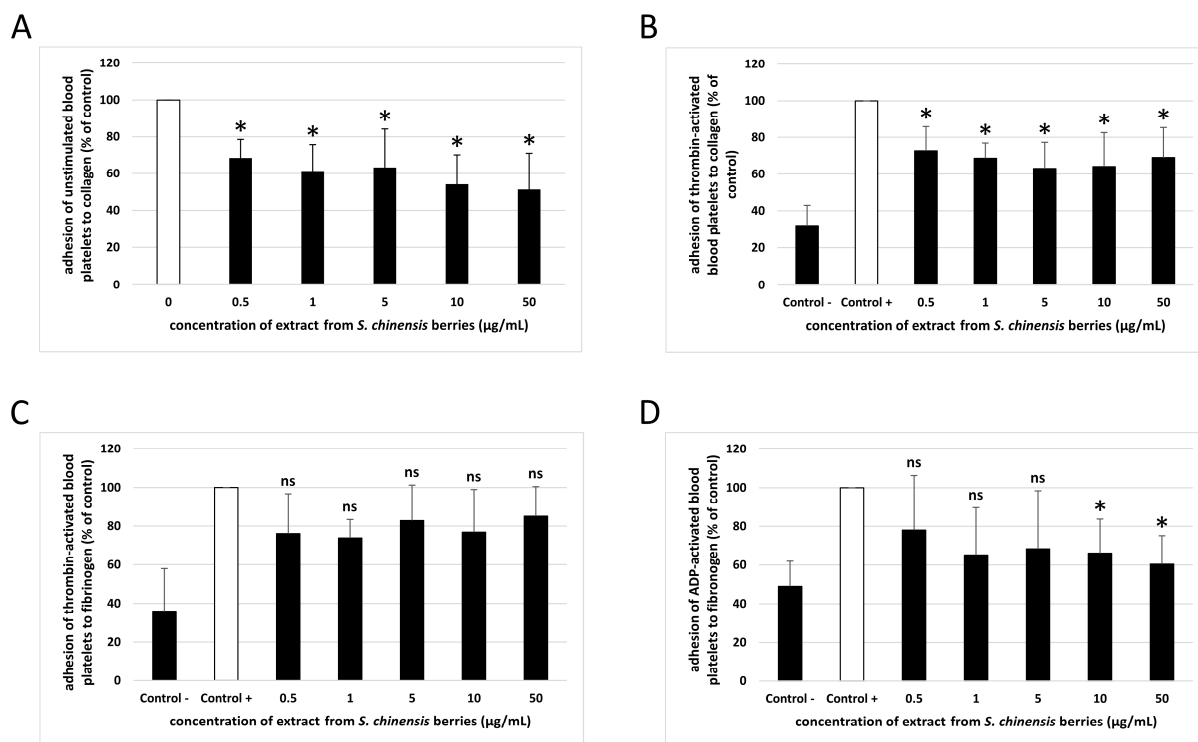 A
adhesion of unstimulated blood
platelets to collagen (% of control)
120
100
80
60
40
20
0
*
*
*
*
*
0
0.5
1
5
10
50
concentration of extract from S. chinensis berries (µg/mL)
B
adhesion of thrombin-activated
blood platelets to collagen (% of
control)
120
100
80
60
40
20
0
*
*
*
*
*
Control -
Control +
0.5
1
5
10
50
concentration of extract from S. chinensis berries (µg/mL)
C
adhesion of thrombin-activated blood
platelets to fibrinogen (% of control)
120
100
80
60
40
20
0
ns
ns
ns
ns
ns
Control -
Control +
0.5
1
5
10
50
concentration of extract from S. chinensis berries (µg/mL)
D
adhesion of ADP-activated blood
platelets to fibronogen (% of control)
120
100
80
60
40
20
0
ns
ns
ns
*
*
Control -
Control +
0.5
1
5
10
50
concentration of extract from S. chinensis berries (µg/mL)